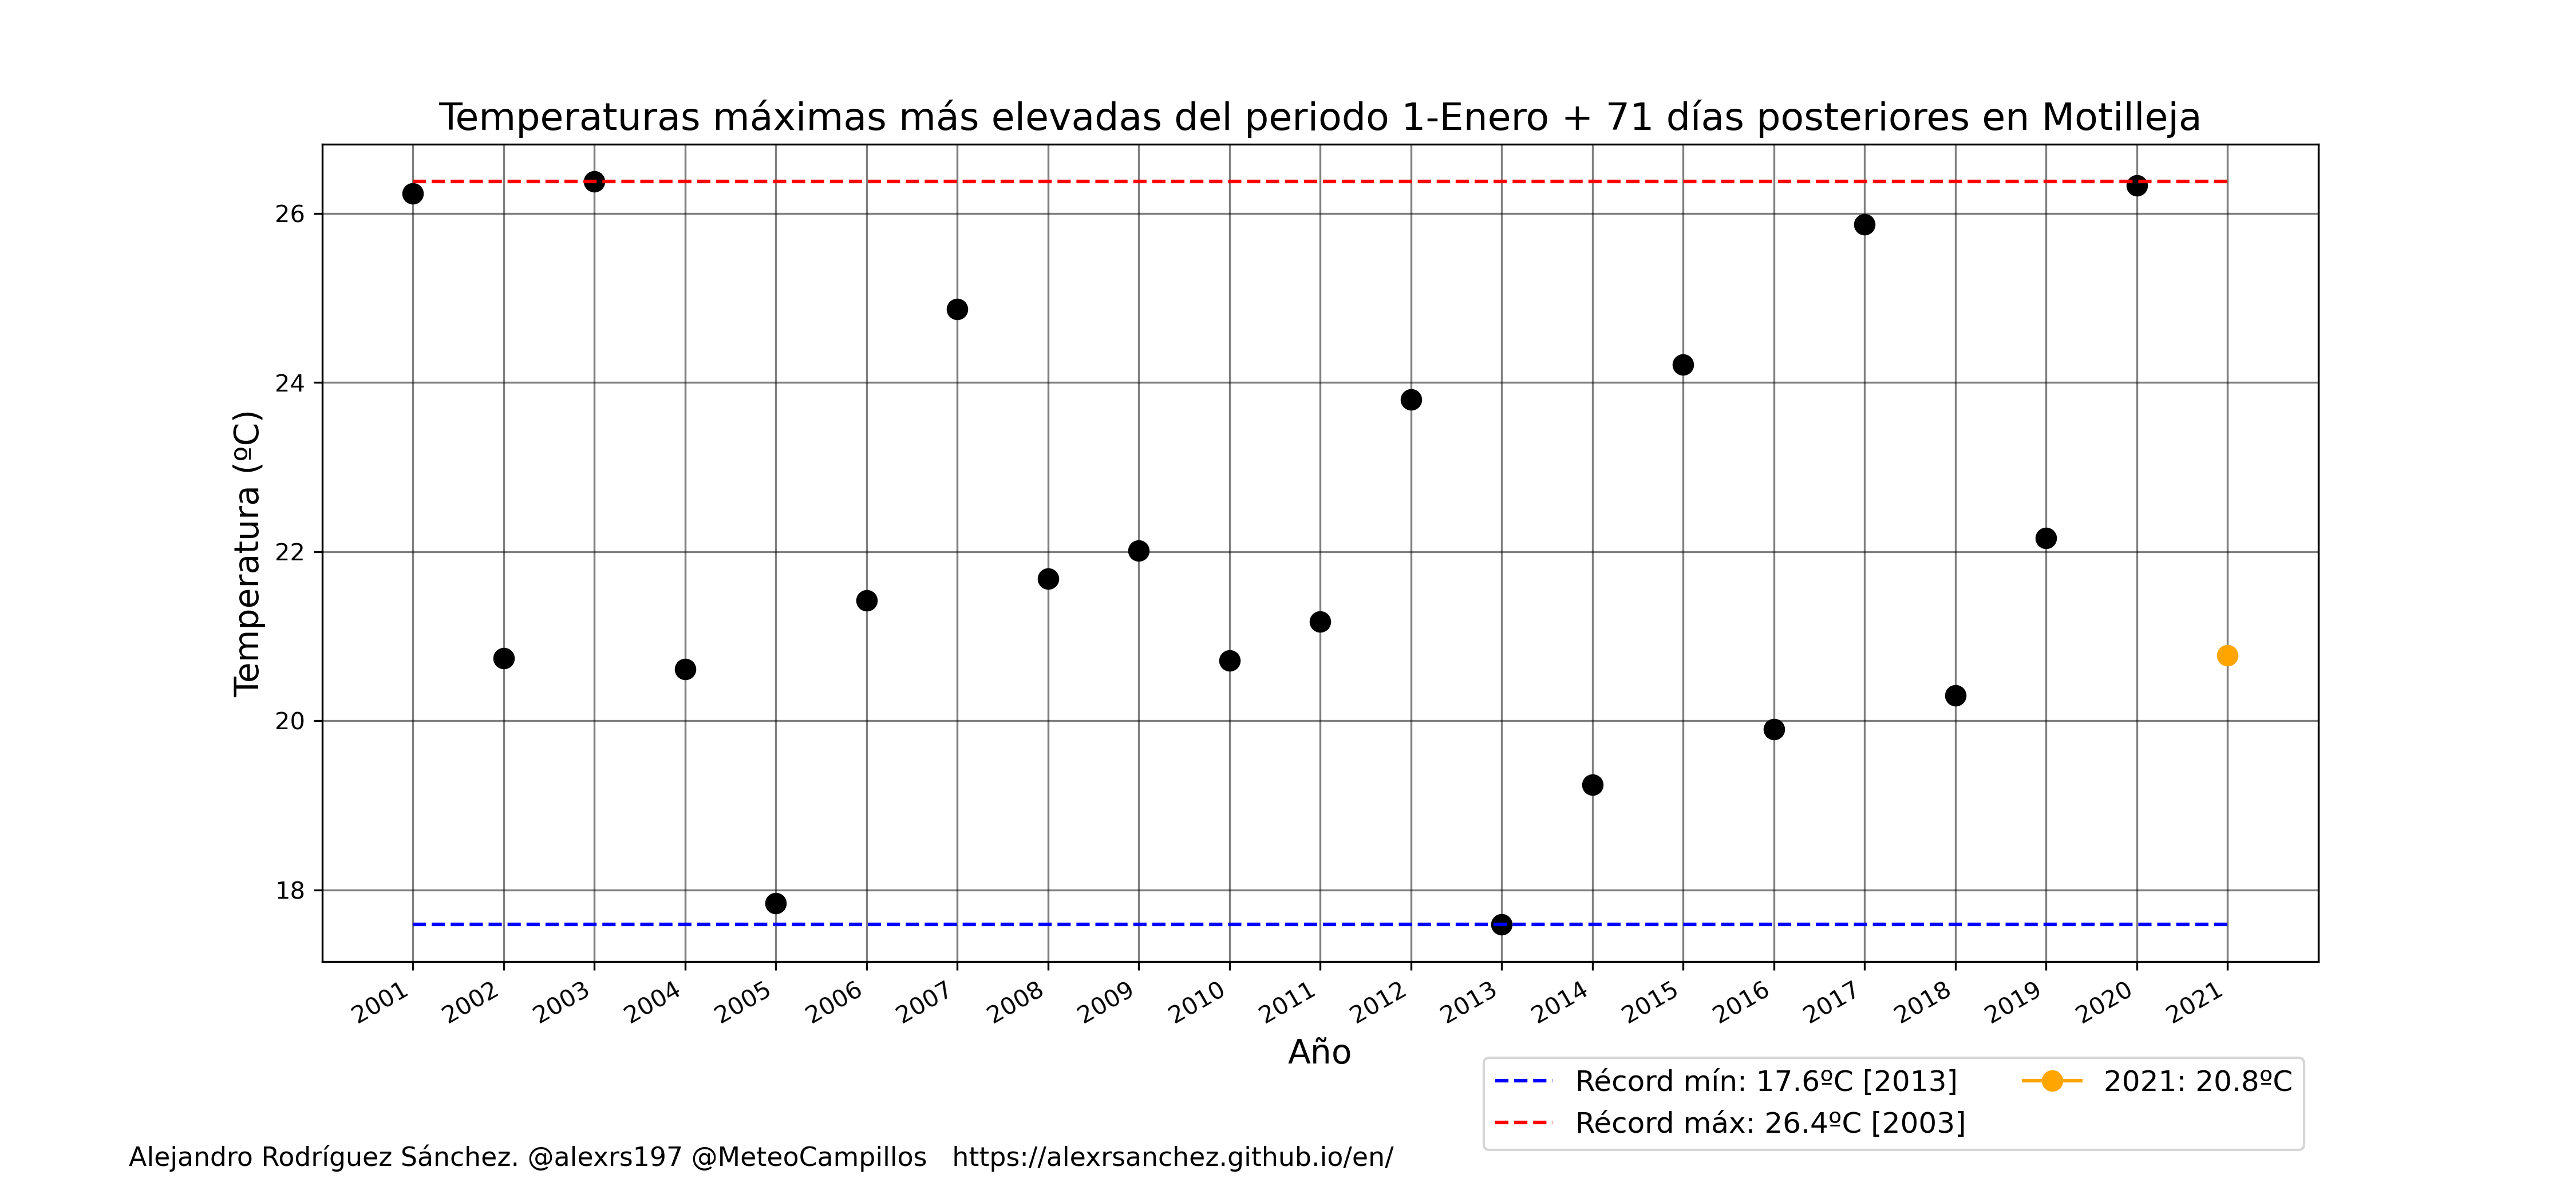 Temperaturas máximas más elevadas del periodo 1-Enero + 71 días posteriores en Motilleja
Temperatura (ºC)
26
24
22
20
18
2001 2002 2003 2004 2005 2006 2007 2008 2009 2010 2011 2012 2013 2014 2015 2016 2017 2018 2019 2020 2021
Año
Récord mín: 17.6ºC [2013]
Récord máx: 26.4ºC [2003]
2021: 20.8ºC
Alejandro Rodríguez Sánchez. @alexrs197 @MeteoCampillos https://alexrsanchez.github.io/en/